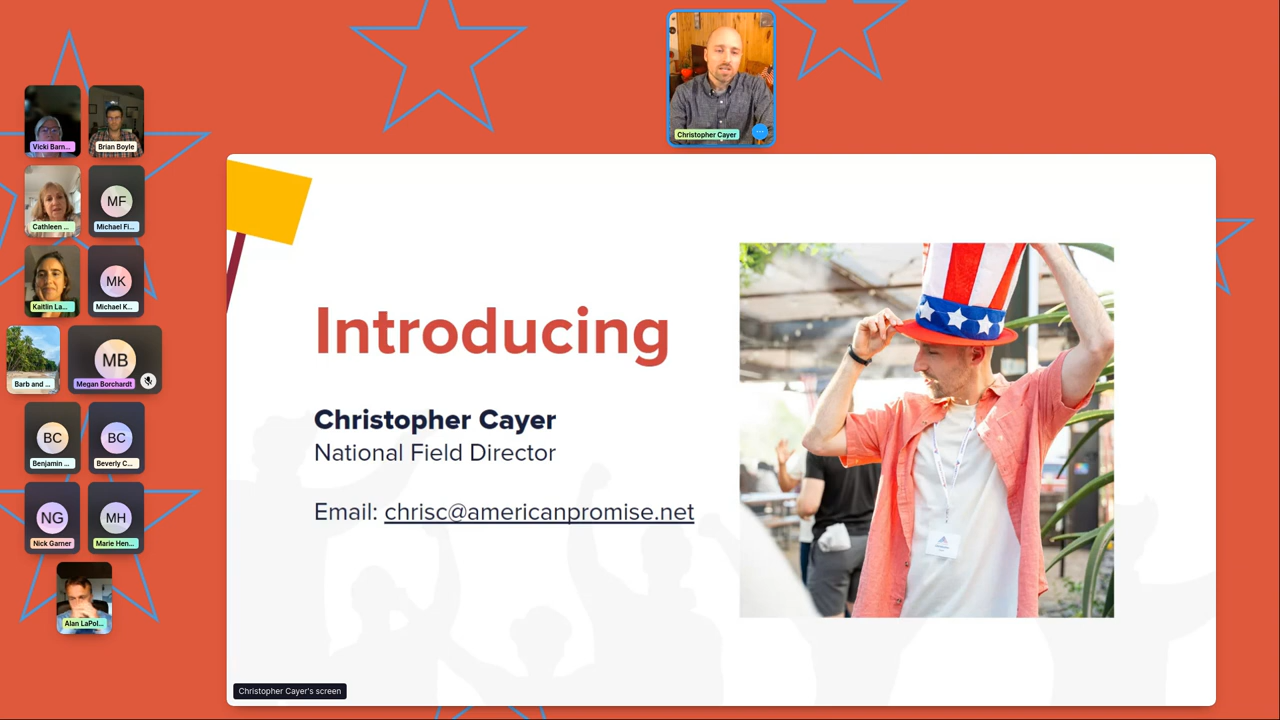 Christopher Cayer
Vicki Barn...
Brian Boyle
Cathleen ...
MF
Michael Fi...
Kaitlin La...
MK
Michael K...
Barb and ...
MB
Megan Borchardt
BC
Benjamin ...
BC
Beverly C...
NG
Nick Garner
MH
Marie Hen...
Alan LaPol...
Introducing
Christopher Cayer
National Field Director
Email: chrisc@americanpromise.net
Christopher Cayer's screen